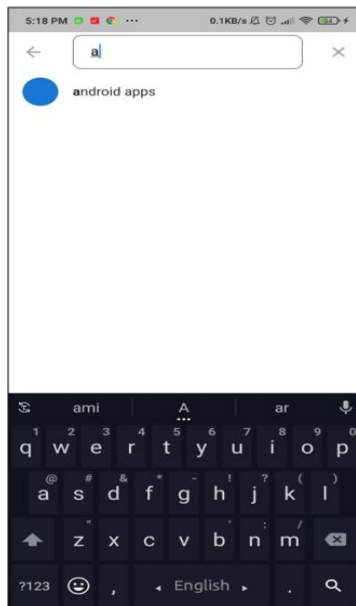 5:18 PM ... 0.1KB/s
a
android apps
ami A ar
1 2 3 4 5 6 7 8 9 0
q w e r t y u i o p
@ # & * - ! ? ( )
a s d f g h j k l
" ' : /
z x c v b n m
?123 , English .